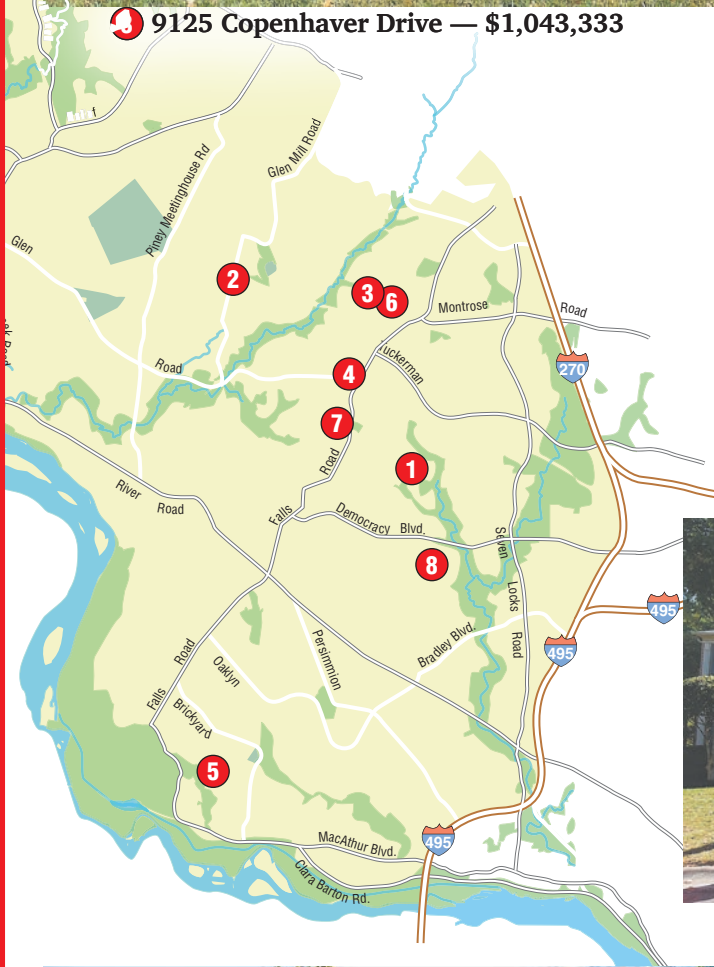 9125 Copenhaver Drive — $1,043,333
Piney Meetinghouse Rd
Glen Mill Road
Glen
2
3
6
Montrose
Road
Tuckerman
270
Road
4
7
1
Road
River
Road
Falls
Democracy Blvd.
Seven
8
Locks
495
Road
Persimmion
Bradley Blvd.
495
Road
Oaklyn
Falls
Brickyard
5
MacAthur Blvd.
495
Clara Barton Rd.